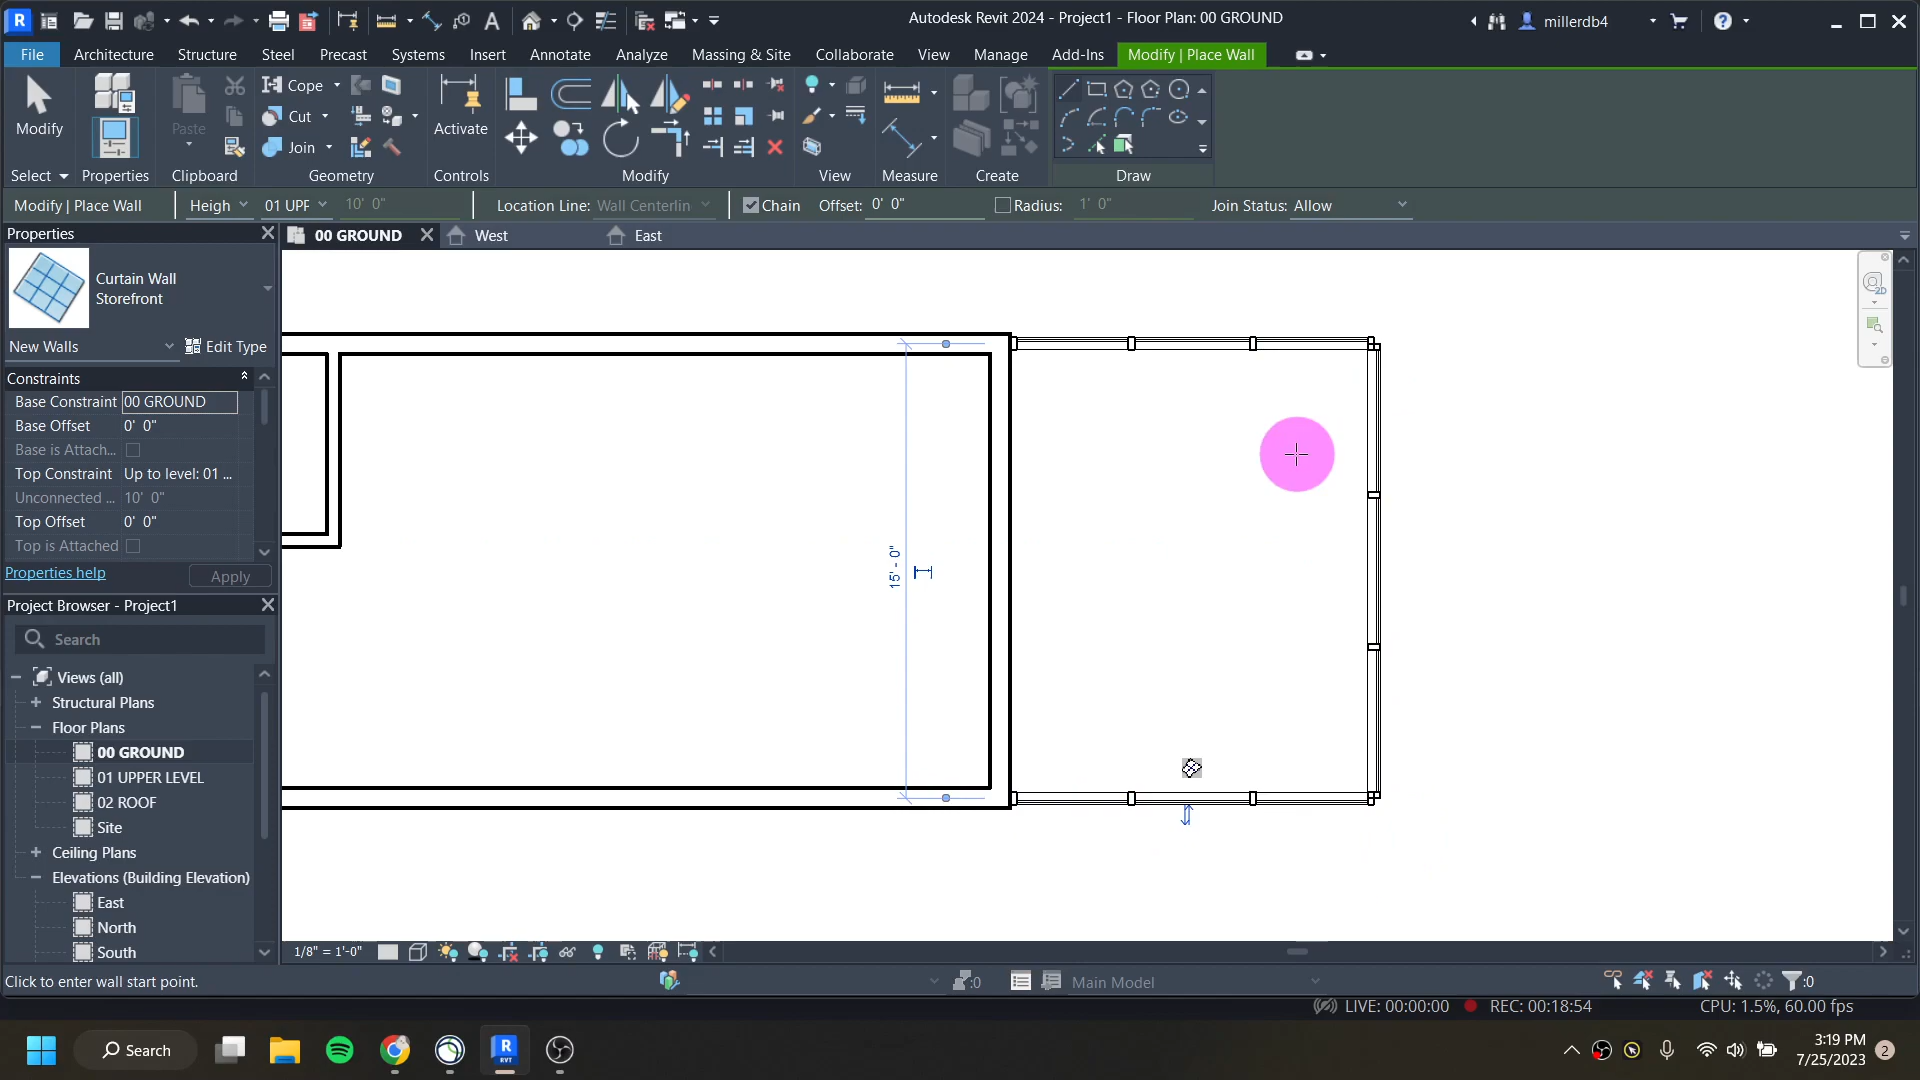 Autodesk Revit 2024 - Project1 - Floor Plan: 00 GROUND
millerdb4
File
Architecture
Structure
Steel
Precast
Systems
Insert
Annotate
Analyze
Massing & Site
Collaborate
View
Manage
Add-Ins
Modify | Place Wall
Modify
Paste
Cope
Cut
Join
Activate
Select
Properties
Clipboard
Geometry
Controls
Modify
View
Measure
Create
Draw
Modify | Place Wall
Heigh
01 UPF
10' 0"
Location Line: Wall Centerlin
Chain
Offset: 0' 0"
Radius: 1' 0"
Join Status: Allow
Properties
00 GROUND
West
East
Curtain Wall
Storefront
New Walls
Edit Type
Constraints
Base Constraint 00 GROUND
Base Offset 0' 0"
Base is Attach...
Top Constraint Up to level: 01 ...
Unconnected ... 10' 0"
Top Offset 0' 0"
Top is Attached
Properties help
Apply
Project Browser - Project1
Search
Views (all)
Structural Plans
Floor Plans
00 GROUND
01 UPPER LEVEL
02 ROOF
Site
Ceiling Plans
Elevations (Building Elevation)
East
North
South
15' - 0"
1/8" = 1'-0"
Click to enter wall start point.
:0
Main Model
:0
LIVE: 00:00:00
REC: 00:18:54
CPU: 1.5%, 60.00 fps
Search
R
RVT
3:19 PM
7/25/2023
2